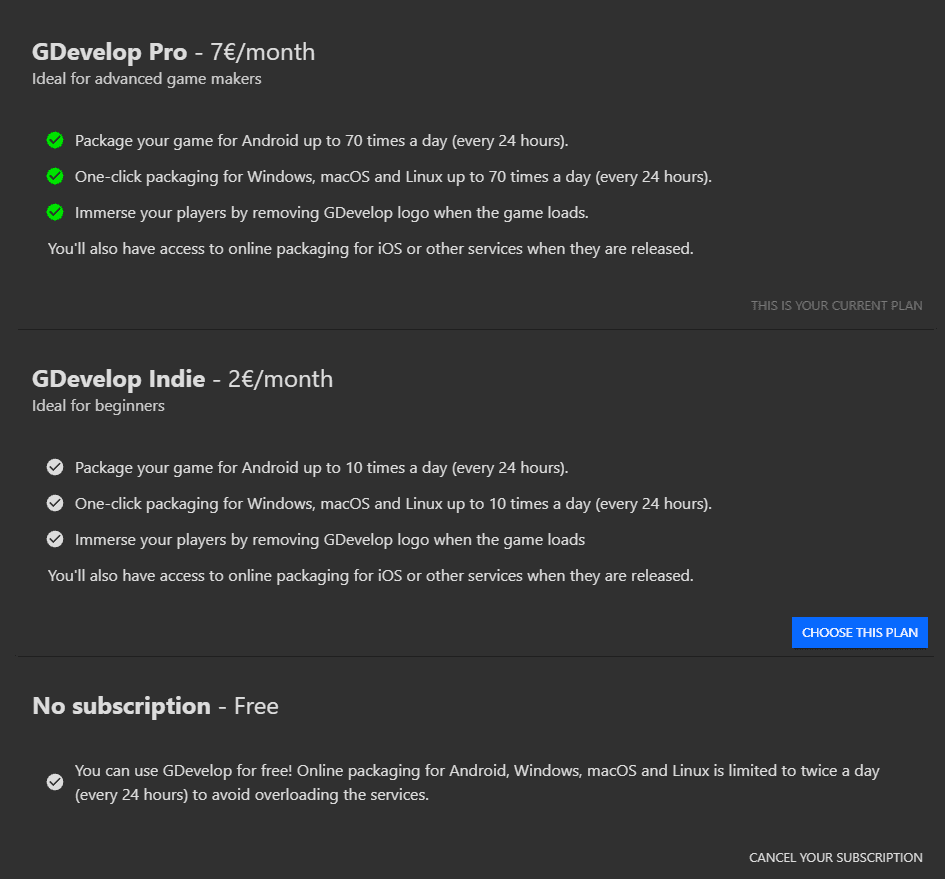 GDevelop Pro - 7€/month
Ideal for advanced game makers
Package your game for Android up to 70 times a day (every 24 hours).
One-click packaging for Windows, macOS and Linux up to 70 times a day (every 24 hours).
Immerse your players by removing GDevelop logo when the game loads.
You'll also have access to online packaging for iOS or other services when they are released.
THIS IS YOUR CURRENT PLAN
GDevelop Indie - 2€/month
Ideal for beginners
Package your game for Android up to 10 times a day (every 24 hours).
One-click packaging for Windows, macOS and Linux up to 10 times a day (every 24 hours).
Immerse your players by removing GDevelop logo when the game loads
You'll also have access to online packaging for iOS or other services when they are released.
CHOOSE THIS PLAN
No subscription - Free
You can use GDevelop for free! Online packaging for Android, Windows, macOS and Linux is limited to twice a day
(every 24 hours) to avoid overloading the services.
CANCEL YOUR SUBSCRIPTION